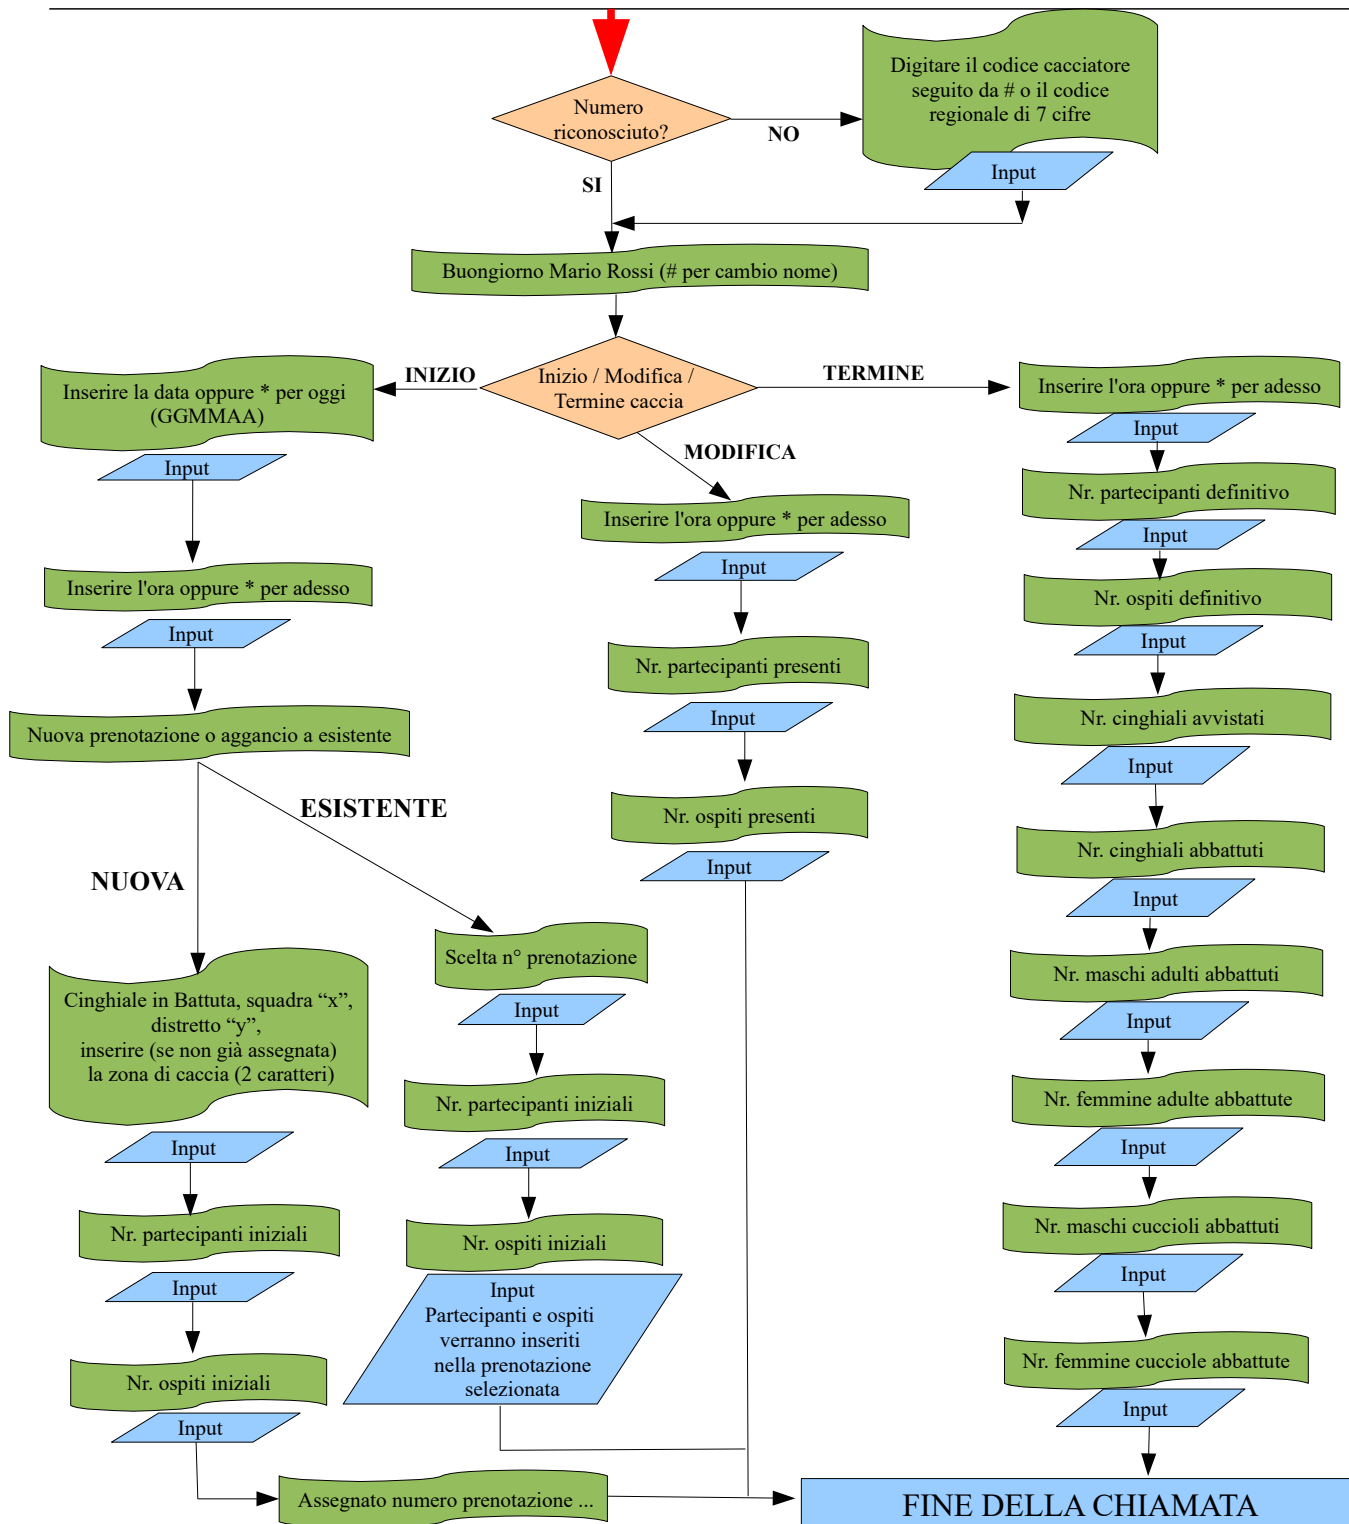 Numero
riconosciuto?
NO
SI
Digitare il codice cacciatore
seguito da # o il codice
regionale di 7 cifre
Input
Buongiorno Mario Rossi (# per cambio nome)
Inizio / Modifica /
Termine caccia
INIZIO
MODIFICA
TERMINE
Inserire la data oppure * per oggi
(GGMMAA)
Input
Inserire l'ora oppure * per adesso
Input
Nuova prenotazione o aggancio a esistente
NUOVA
ESISTENTE
Cinghiale in Battuta, squadra “x”,
distretto “y”,
inserire (se non già assegnata)
la zona di caccia (2 caratteri)
Input
Nr. partecipanti iniziali
Input
Nr. ospiti iniziali
Input
Assegnato numero prenotazione ...
Scelta n° prenotazione
Input
Nr. partecipanti iniziali
Input
Nr. ospiti iniziali
Input
Partecipanti e ospiti
verranno inseriti
nella prenotazione
selezionata
Inserire l'ora oppure * per adesso
Input
Nr. partecipanti presenti
Input
Nr. ospiti presenti
Input
Inserire l'ora oppure * per adesso
Input
Nr. partecipanti definitivo
Input
Nr. ospiti definitivo
Input
Nr. cinghiali avvistati
Input
Nr. cinghiali abbattuti
Input
Nr. maschi adulti abbattuti
Input
Nr. femmine adulte abbattute
Input
Nr. maschi cuccioli abbattuti
Input
Nr. femmine cucciole abbattute
Input
FINE DELLA CHIAMATA